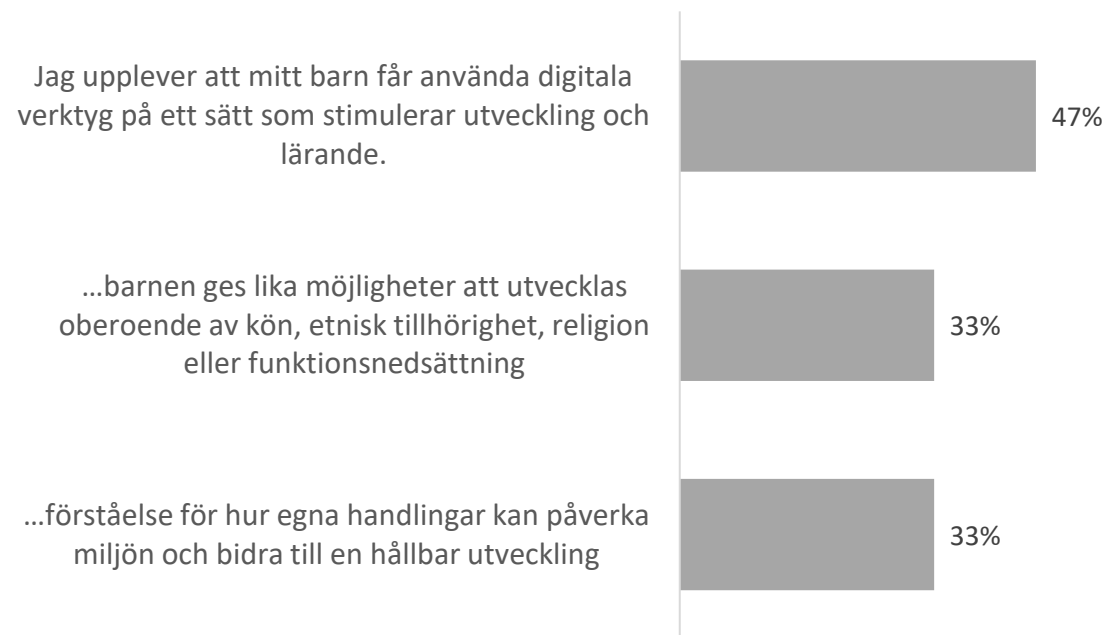 Jag upplever att mitt barn får använda digitala
verktyg på ett sätt som stimulerar utveckling och
lärande.
47%
...barnen ges lika möjligheter att utvecklas
oberoende av kön, etnisk tillhörighet, religion
eller funktionsnedsättning
33%
...förståelse för hur egna handlingar kan påverka
miljön och bidra till en hållbar utveckling
33%